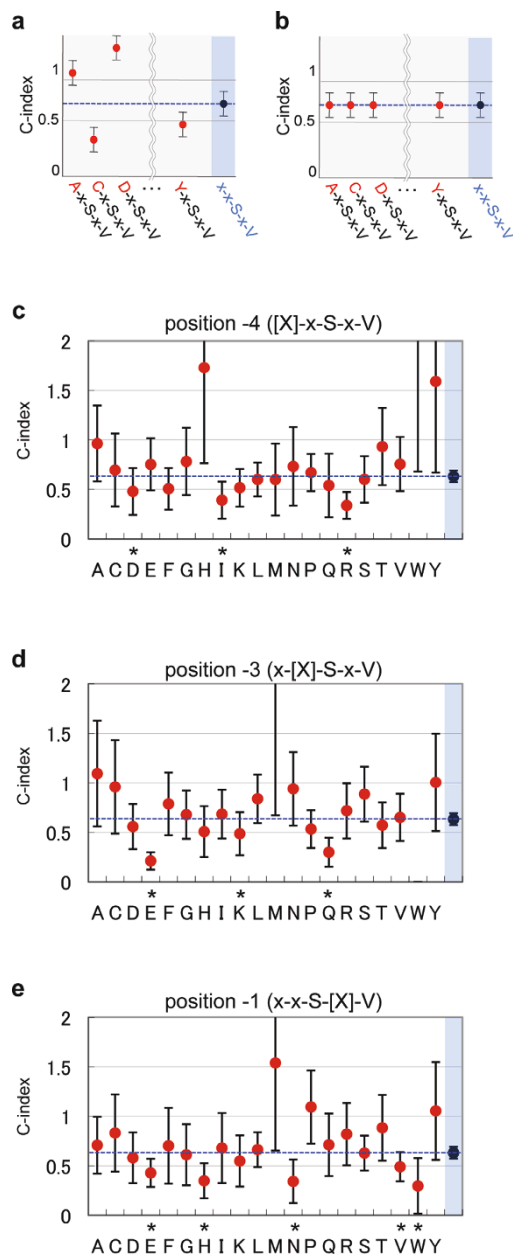 a
C-index
1
0.5
0
A-x-S-x-V
C-x-S-x-V
D-x-S-x-V
...
Y-x-S-x-V
x-x-S-x-V
b
C-index
1
0.5
0
A-x-S-x-V
C-x-S-x-V
D-x-S-x-V
...
Y-x-S-x-V
x-x-S-x-V
c
position -4 ([X]-x-S-x-V)
C-index
2
1.5
1
0.5
0
* * *
A C D E F G H I K L M N P Q R S T V W Y
d
position -3 (x-[X]-S-x-V)
C-index
2
1.5
1
0.5
0
* * *
A C D E F G H I K L M N P Q R S T V W Y
e
position -1 (x-x-S-[X]-V)
C-index
2
1.5
1
0.5
0
* * * * *
A C D E F G H I K L M N P Q R S T V W Y